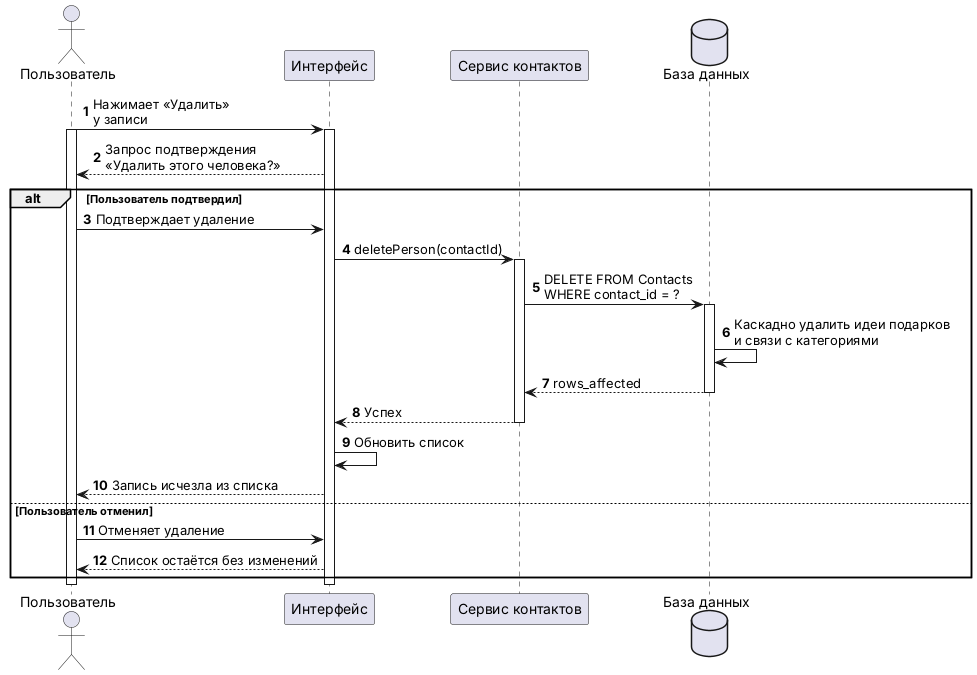 Пользователь
Интерфейс
Сервис контактов
База данных
1 Нажимает «Удалить»
у записи
2 Запрос подтверждения
«Удалить этого человека?»
alt [Пользователь подтвердил]
3 Подтверждает удаление
4 deletePerson(contactId)
5 DELETE FROM Contacts
WHERE contact_id = ?
6 Каскадно удалить идеи подарков
и связи с категориями
7 rows_affected
8 Успех
9 Обновить список
10 Запись исчезла из списка
[Пользователь отменил]
11 Отменяет удаление
12 Список остаётся без изменений
Пользователь
Интерфейс
Сервис контактов
База данных